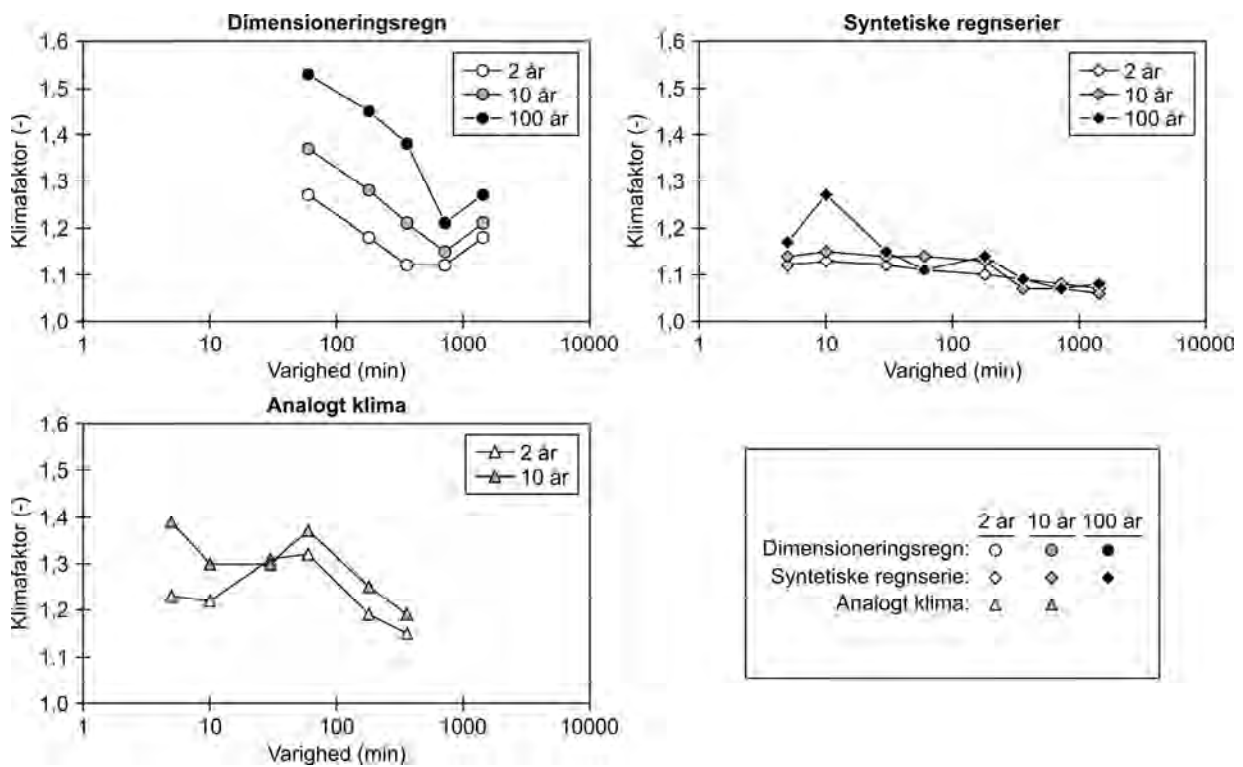 Dimensioneringsregn
1,6
1,5
1,4
1,3
1,2
1,1
1,0
Klimafaktor (-)
2 år
10 år
100 år
1
10
100
1000
10000
Varighed (min)
Syntetiske regnserier
1,6
1,5
1,4
1,3
1,2
1,1
1,0
Klimafaktor (-)
2 år
10 år
100 år
1
10
100
1000
10000
Varighed (min)
Analogt klima
1,6
1,5
1,4
1,3
1,2
1,1
1,0
Klimafaktor (-)
2 år
10 år
1
10
100
1000
10000
Varighed (min)
2 år 10 år 100 år
Dimensioneringsregn:
Syntetiske regnserie:
Analogt klima: